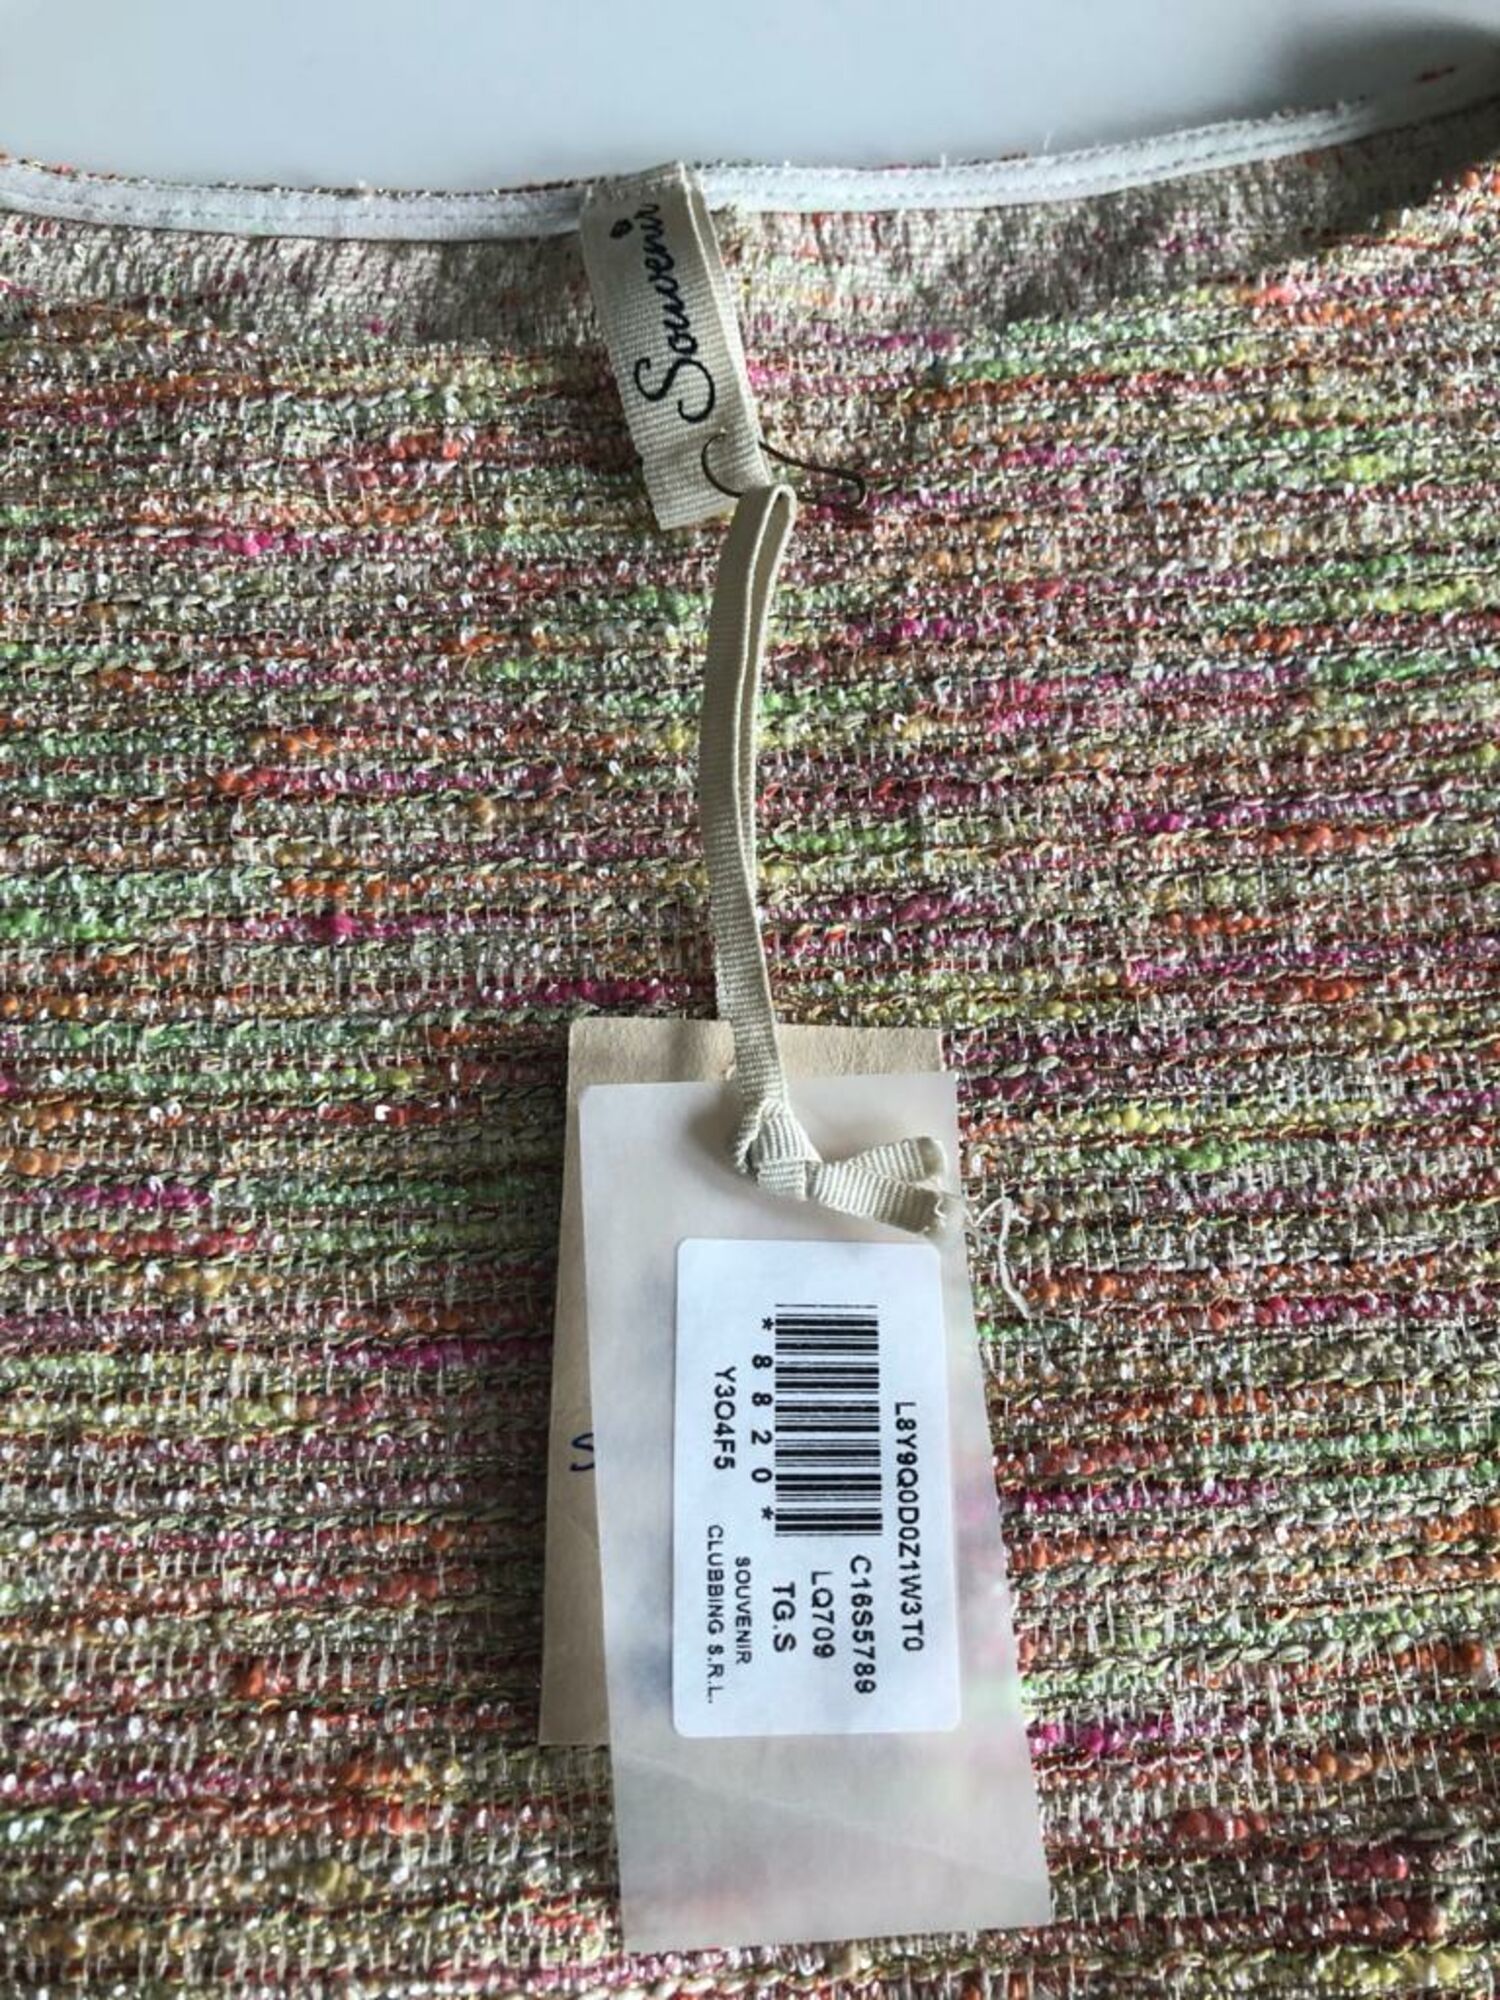 Souvenir
L8Y9Q0D0Z1W3T0
C16S5789
LQ709
*8820*
TG.S
Y3O4F5
SOUVENIR
CLUBBING S.R.L.